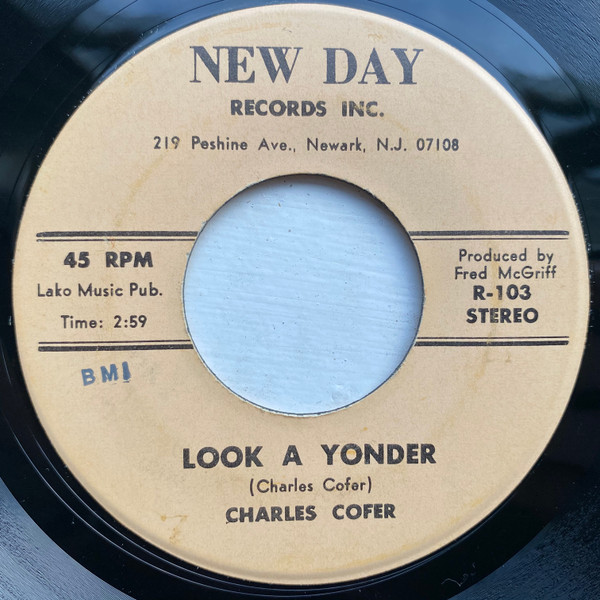 NEW DAY
RECORDS INC.
219 Peshine Ave., Newark, N.J. 07108
45 RPM
Lako Music Pub.
Time: 2:59
BMI
Produced by
Fred McGriff
R-103
STEREO
LOOK A YONDER
(Charles Cofer)
CHARLES COFER